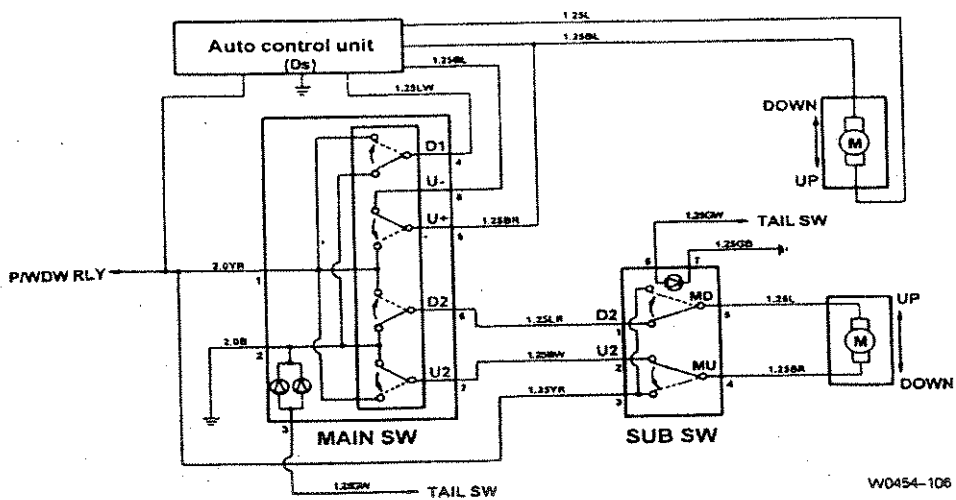 1.25L
1.25BL
Auto control unit
(Ds)
1.25BL
1.25LW
DOWN
M
UP
D1
4
U-
U+
1.25BR
5
1.25GW
TAIL SW
1.25GB
6
7
P/WDW RLY
2.0YR
1
D2
6
1.25LR
D2
1
MD
5
1.25L
UP
M
DOWN
2.0B
2
U2
7
1.25BW
U2
2
MU
4
1.25BR
1.25YR
3
3
MAIN SW
SUB SW
1.25GW
TAIL SW
W0454-106